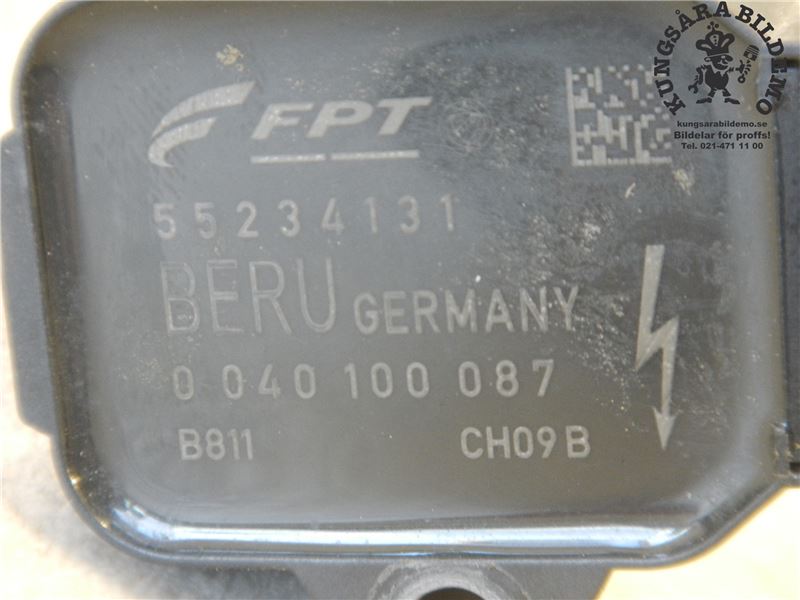 FPT
55234131
BERU GERMANY
0 040 100 087
B811 CH09B
KUNGSÅRA BILDEMO
kungsarabildemo.se
Bildelar för proffs!
Tel. 021-471 11 00